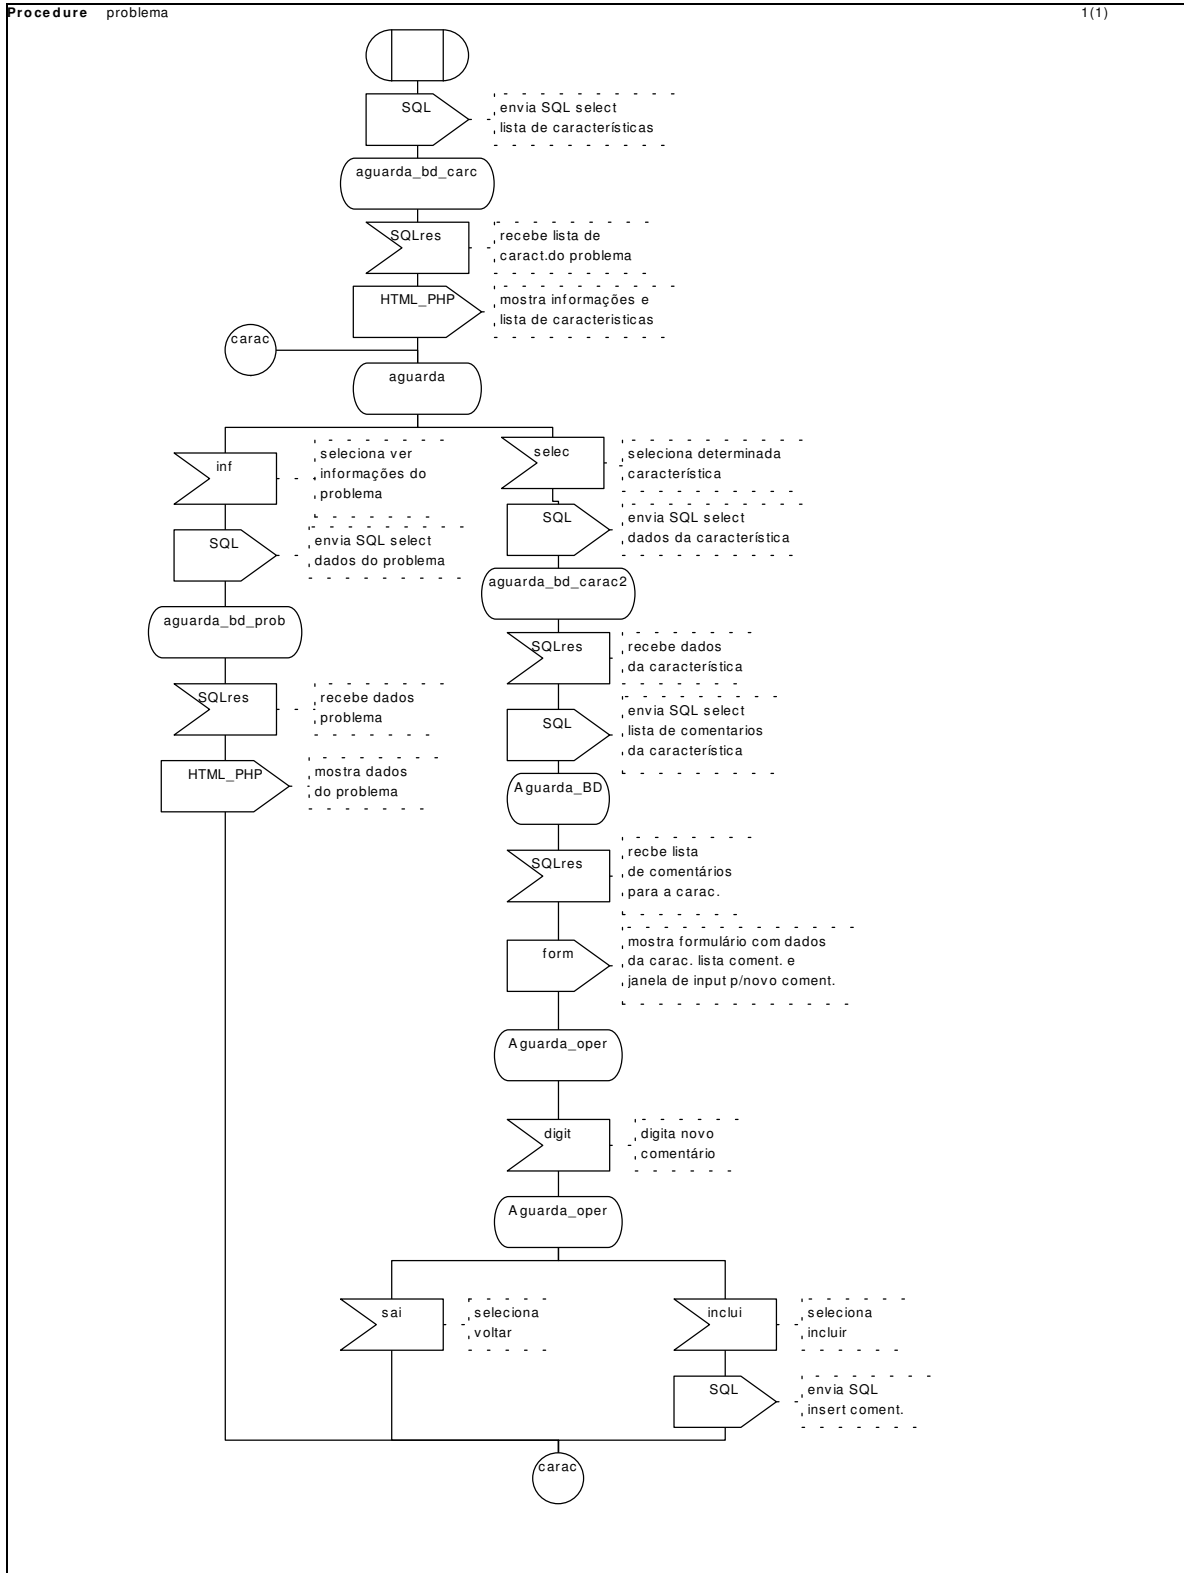 Procedure problema 1(1)
SQL
envia SQL select
lista de características
aguarda_bd_carc
SQLres
recebe lista de
caract.do problema
HTML_PHP
mostra informações e
lista de caracteristicas
carac
aguarda
inf
seleciona ver
informações do
problema
SQL
envia SQL select
dados do problema
aguarda_bd_prob
SQLres
recebe dados
problema
HTML_PHP
mostra dados
do problema
selec
seleciona determinada
característica
SQL
envia SQL select
dados da característica
aguarda_bd_carac2
SQLres
recebe dados
da característica
SQL
envia SQL select
lista de comentarios
da característica
Aguarda_BD
SQLres
recbe lista
de comentários
para a carac.
form
mostra formulário com dados
da carac. lista coment. e
janela de input p/novo coment.
Aguarda_oper
digit
digita novo
comentário
Aguarda_oper
sai
seleciona
voltar
inclui
seleciona
incluir
SQL
envia SQL
insert coment.
carac